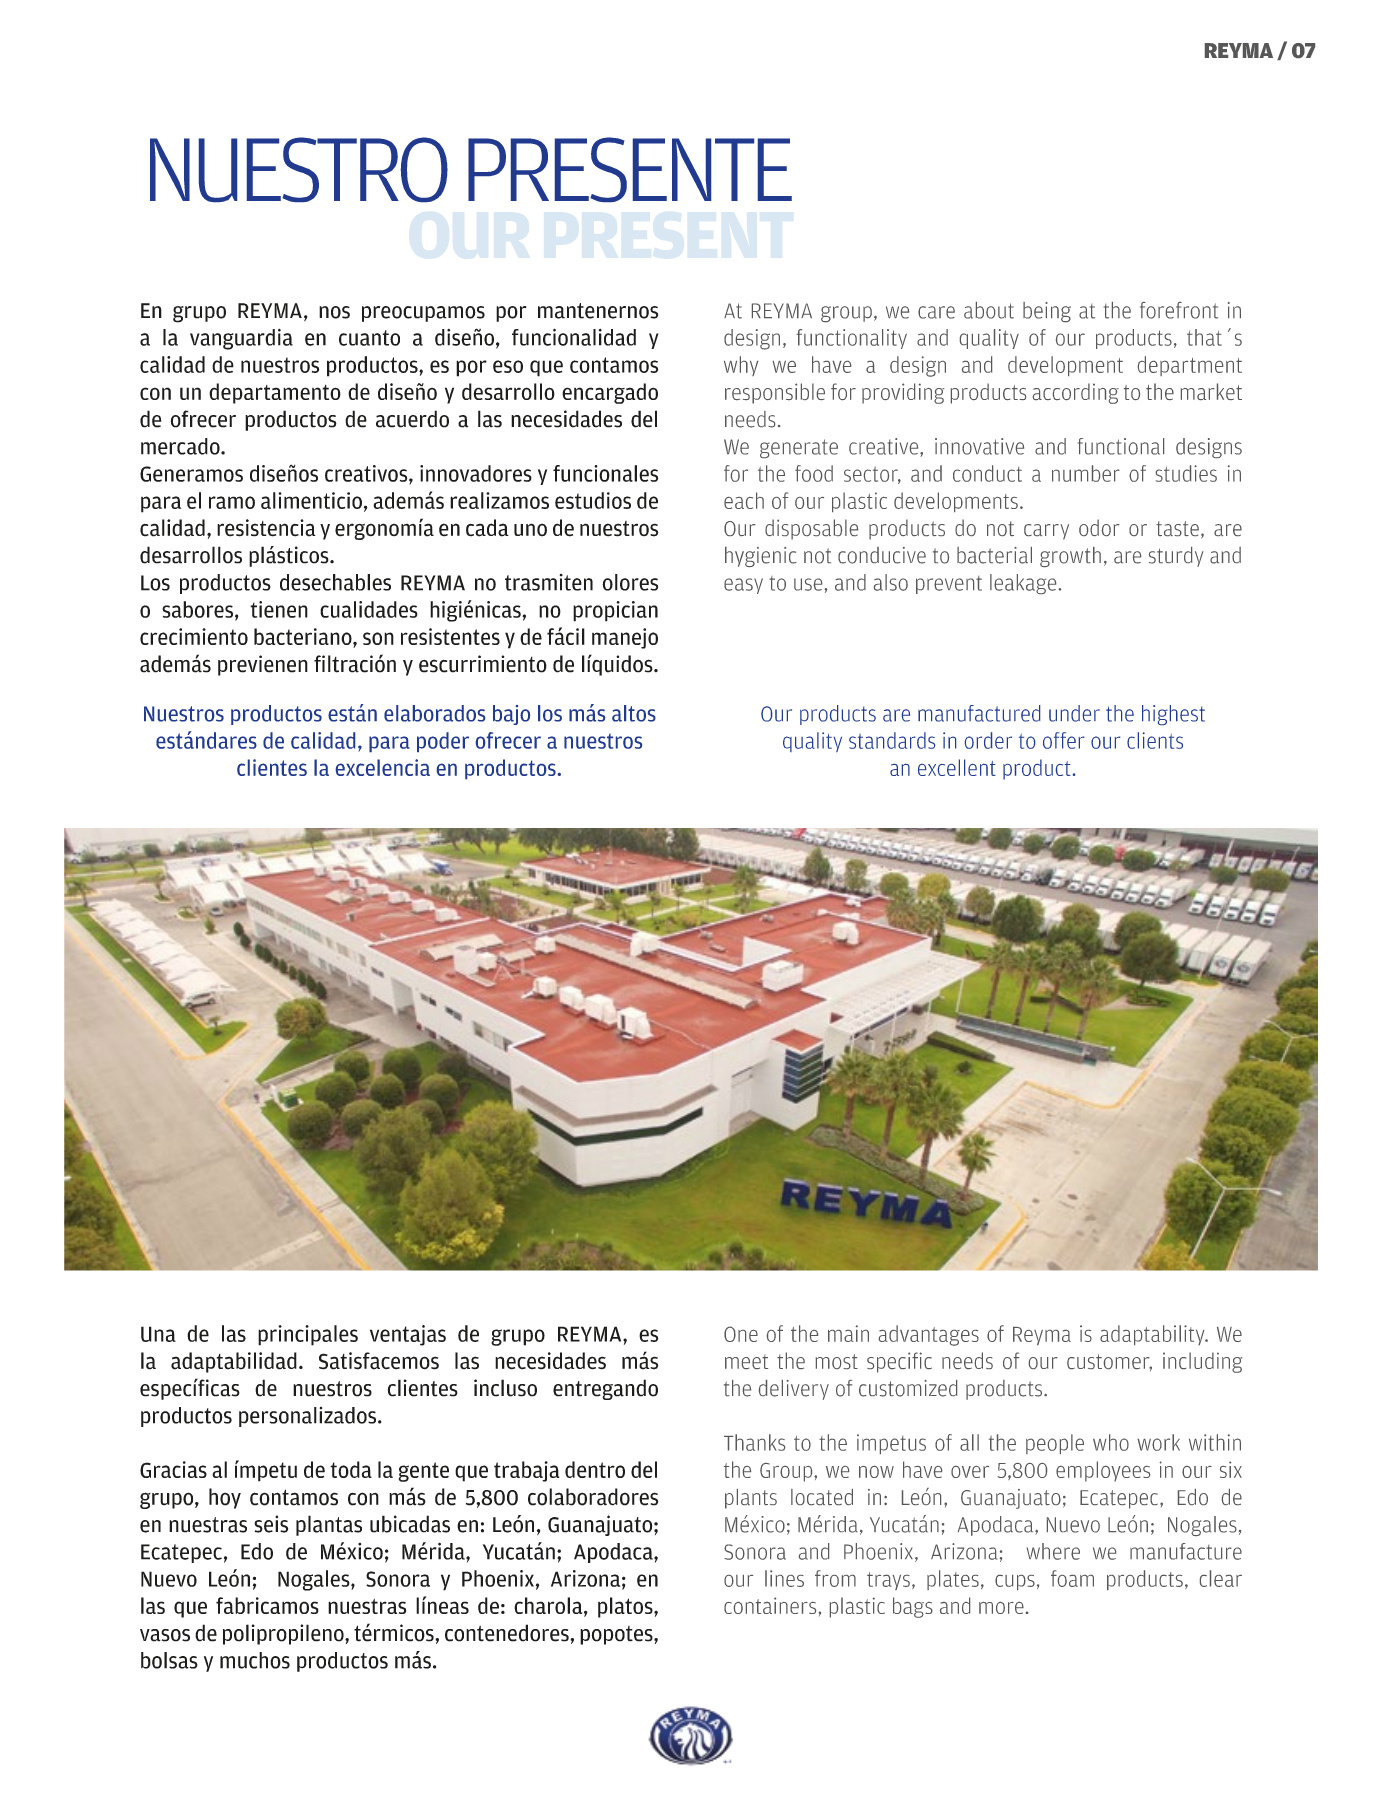 REYMA / 07
NUESTRO PRESENTE
OUR PRESENT
En grupo REYMA, nos preocupamos por mantenernos
a la vanguardia en cuanto a diseño, funcionalidad y
calidad de nuestros productos, es por eso que contamos
con un departamento de diseño y desarrollo encargado
de ofrecer productos de acuerdo a las necesidades del
mercado.
Generamos diseños creativos, innovadores y funcionales
para el ramo alimenticio, además realizamos estudios de
calidad, resistencia y ergonomía en cada uno de nuestros
desarrollos plásticos.
Los productos desechables REYMA no trasmiten olores
o sabores, tienen cualidades higiénicas, no propician
crecimiento bacteriano, son resistentes y de fácil manejo
además previenen filtración y escurrimiento de líquidos.
Nuestros productos están elaborados bajo los más altos
estándares de calidad, para poder ofrecer a nuestros
clientes la excelencia en productos.
At REYMA group, we care about being at the forefront in
design, functionality and quality of our products, that´s
why we have a design and development department
responsible for providing products according to the market
needs.
We generate creative, innovative and functional designs
for the food sector, and conduct a number of studies in
each of our plastic developments.
Our disposable products do not carry odor or taste, are
hygienic not conducive to bacterial growth, are sturdy and
easy to use, and also prevent leakage.
Our products are manufactured under the highest
quality standards in order to offer our clients
an excellent product.
REYMA
Una de las principales ventajas de grupo REYMA, es
la adaptabilidad. Satisfacemos las necesidades más
específicas de nuestros clientes incluso entregando
productos personalizados.
Gracias al ímpetu de toda la gente que trabaja dentro del
grupo, hoy contamos con más de 5,800 colaboradores
en nuestras seis plantas ubicadas en: León, Guanajuato;
Ecatepec, Edo de México; Mérida, Yucatán; Apodaca,
Nuevo León; Nogales, Sonora y Phoenix, Arizona; en
las que fabricamos nuestras líneas de: charola, platos,
vasos de polipropileno, térmicos, contenedores, popotes,
bolsas y muchos productos más.
One of the main advantages of Reyma is adaptability. We
meet the most specific needs of our customer, including
the delivery of customized products.
Thanks to the impetus of all the people who work within
the Group, we now have over 5,800 employees in our six
plants located in: León, Guanajuato; Ecatepec, Edo de
México; Mérida, Yucatán; Apodaca, Nuevo León; Nogales,
Sonora and Phoenix, Arizona; where we manufacture
our lines from trays, plates, cups, foam products, clear
containers, plastic bags and more.
REYMA